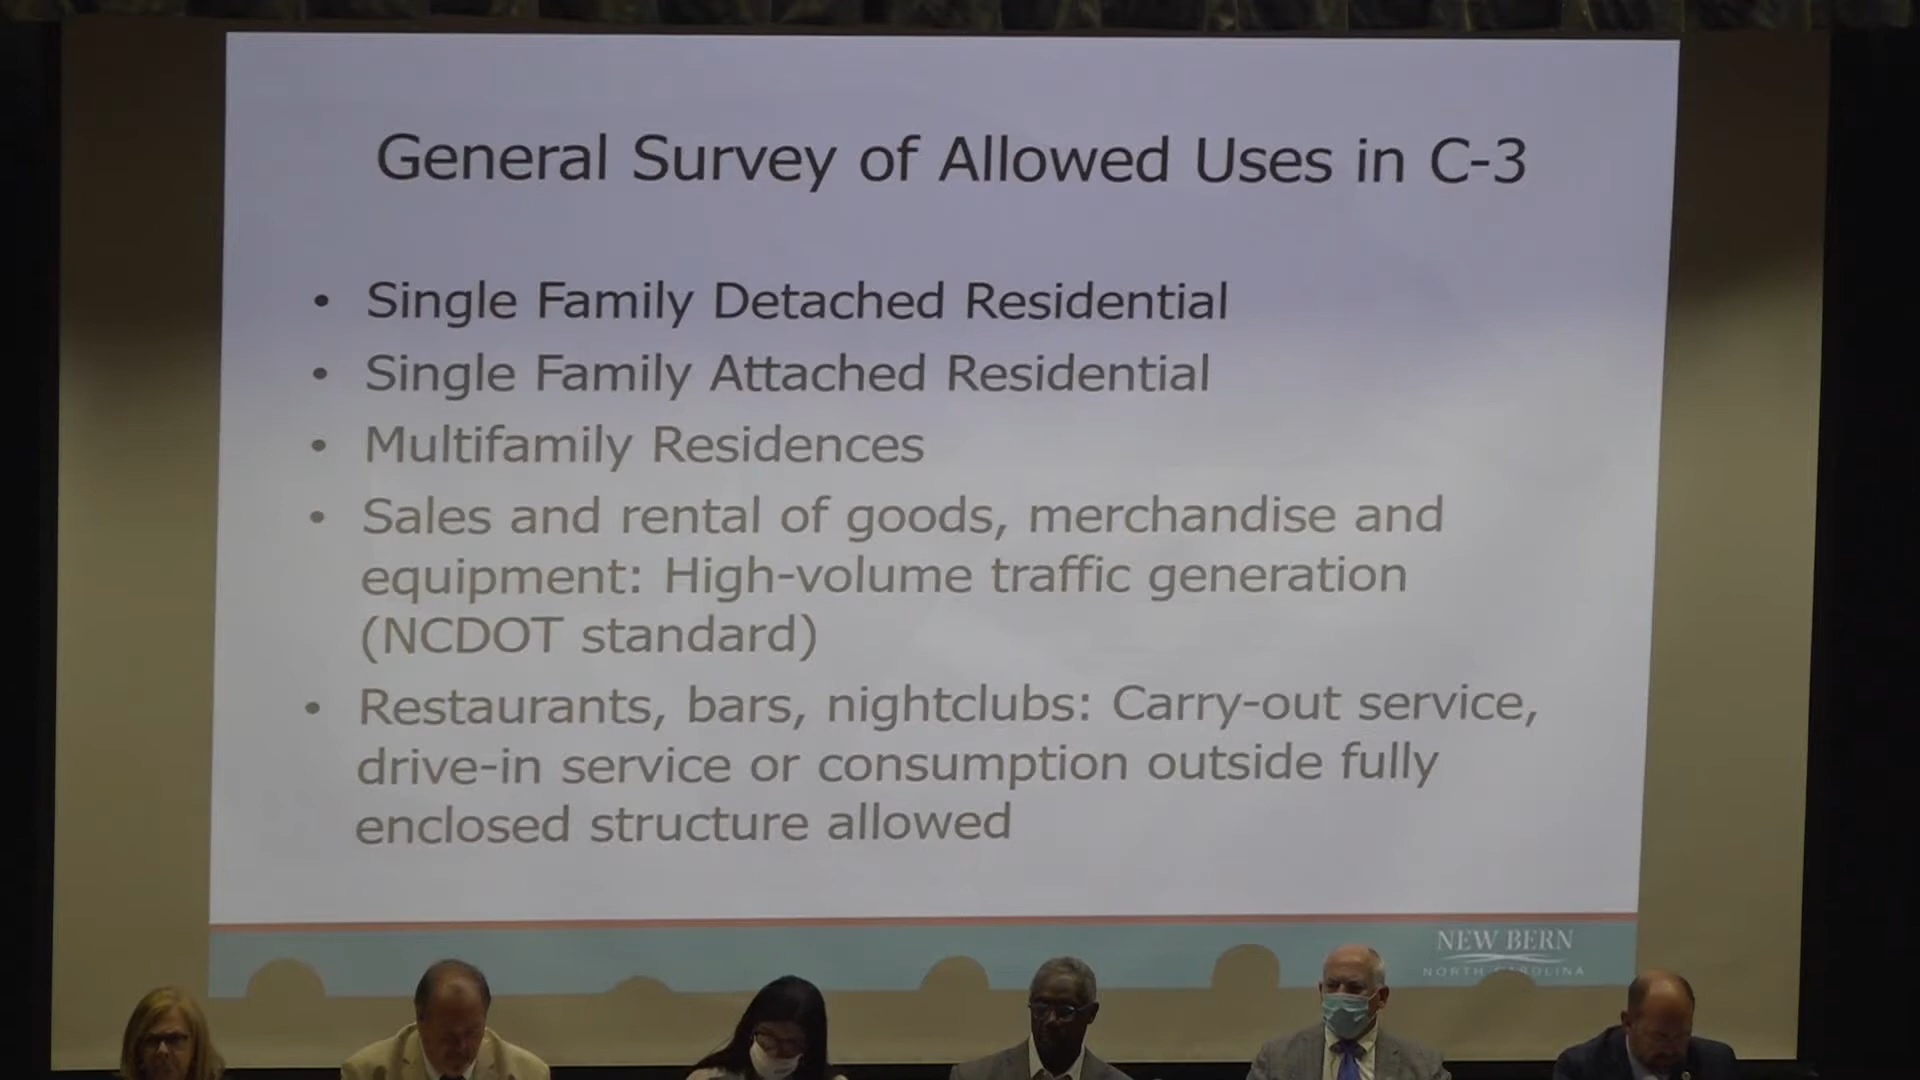 General Survey of Allowed Uses in C-3
• Single Family Detached Residential
• Single Family Attached Residential
• Multifamily Residences
• Sales and rental of goods, merchandise and
equipment: High-volume traffic generation
(NCDOT standard)
• Restaurants, bars, nightclubs: Carry-out service,
drive-in service or consumption outside fully
enclosed structure allowed
NEW BERN
NORTH CAROLINA